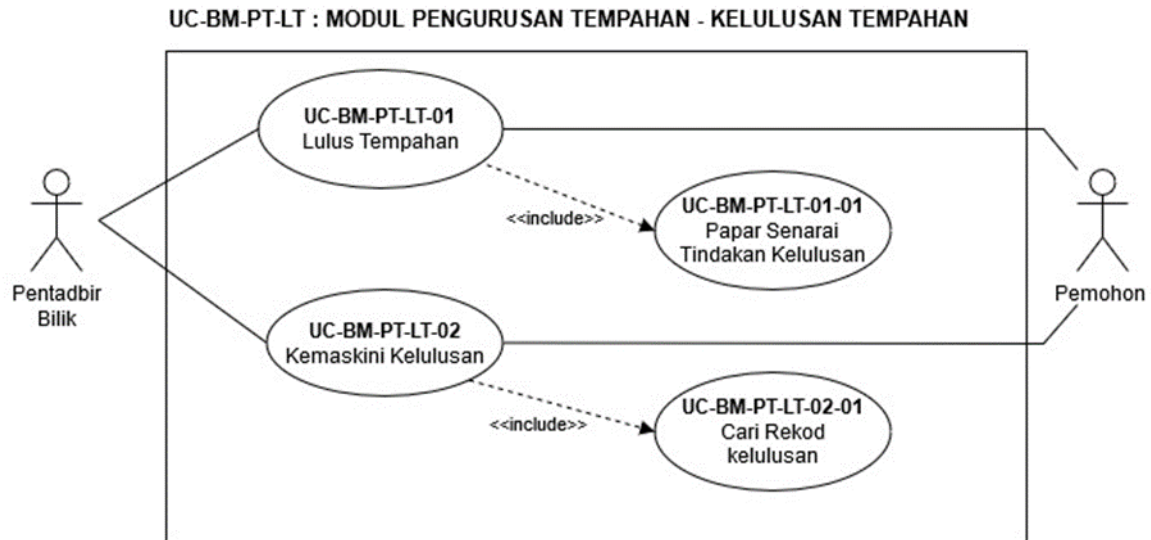 UC-BM-PT-LT : MODUL PENGURUSAN TEMPAHAN - KELULUSAN TEMPAHAN
UC-BM-PT-LT-01
Lulus Tempahan
<<include>>
UC-BM-PT-LT-01-01
Papar Senarai
Tindakan Kelulusan
Pentadbir
Bilik
Pemohon
UC-BM-PT-LT-02
Kemaskini Kelulusan
<<include>>
UC-BM-PT-LT-02-01
Cari Rekod
kelulusan